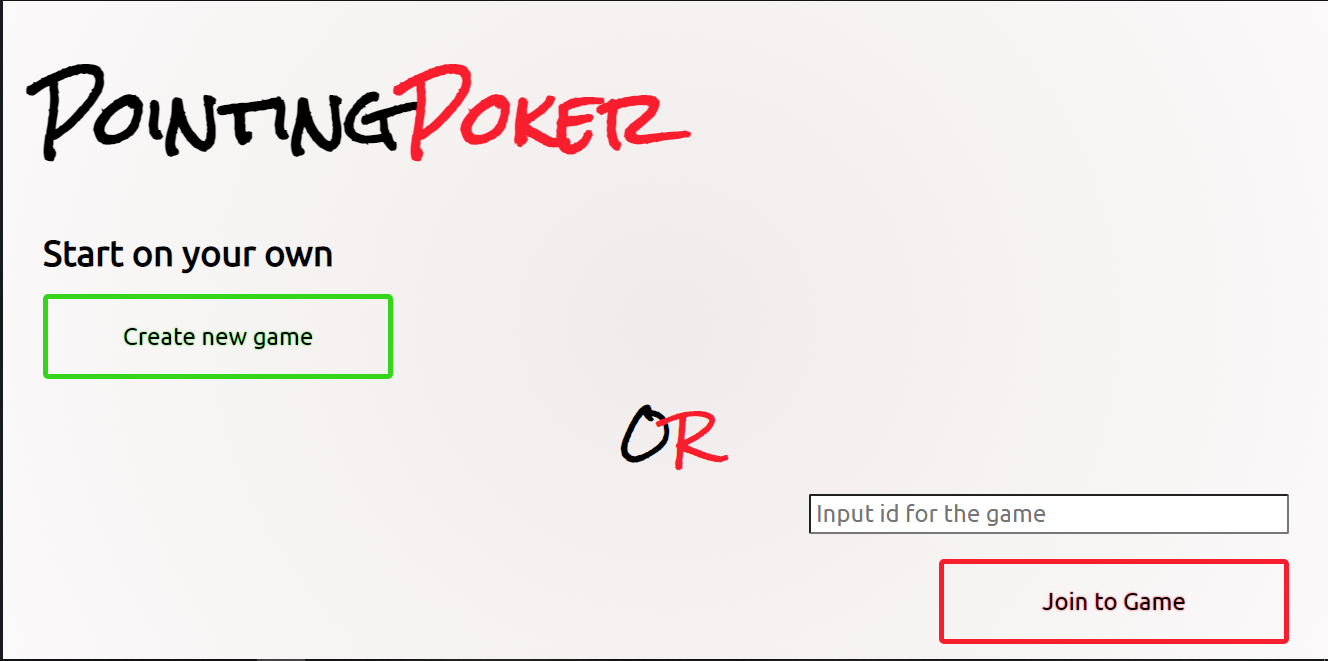 PointingPoker
Start on your own
Create new game
OR
Input id for the game
Join to Game